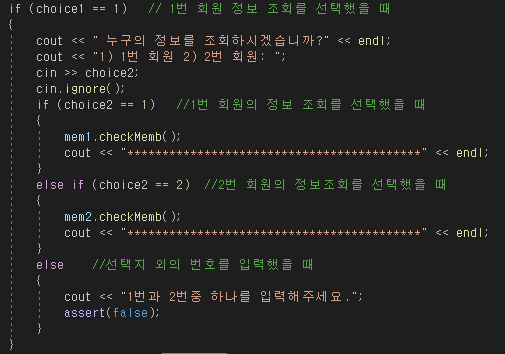 if (choice1 == 1)   // 1번 회원 정보 조회를 선택했을 때
{
    cout << " 누구의 정보를 조회하시겠습니까?" << endl;
    cout << "1) 1번 회원 2) 2번 회원: ";
    cin >> choice2;
    cin.ignore();
    if (choice2 == 1)   //1번 회원의 정보 조회를 선택했을 때
    {
        mem1.checkMemb();
        cout << "******************************************" << endl;
    }
    else if (choice2 == 2)  //2번 회원의 정보조회를 선택했을 때
    {
        mem2.checkMemb();
        cout << "******************************************" << endl;
    }
    else    //선택지 외의 번호를 입력했을 때
    {
        cout << "1번과 2번중 하나를 입력해주세요.";
        assert(false);
    }
}